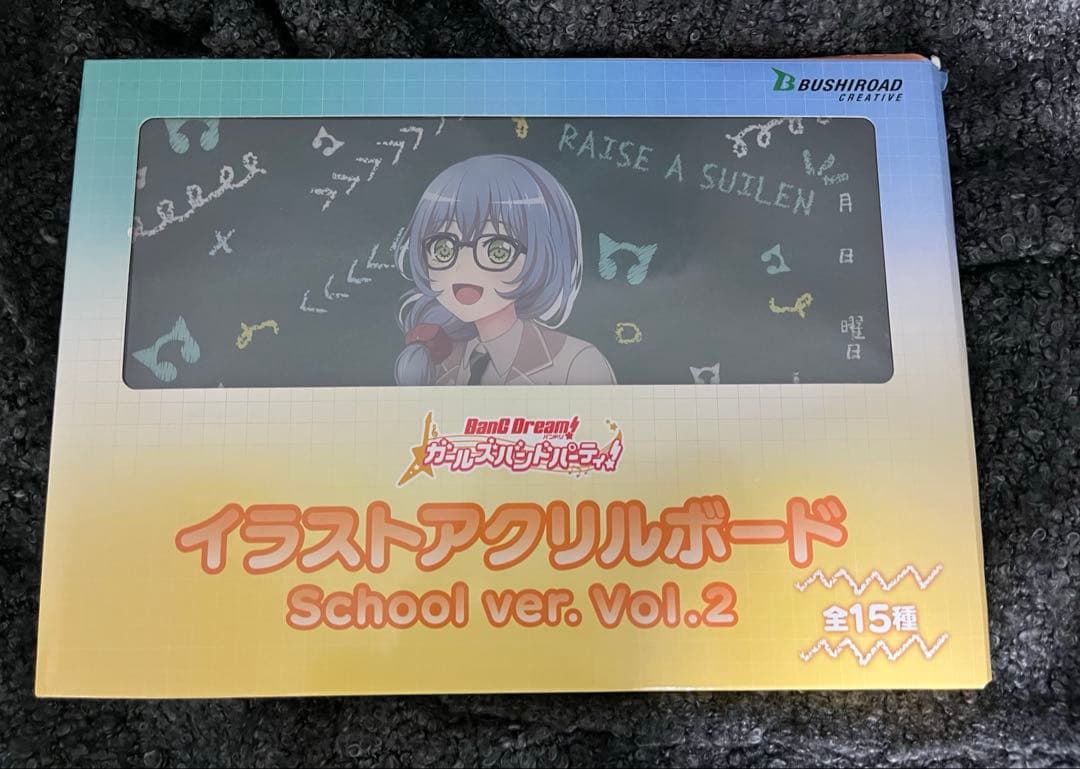 BUSHIROAD
CREATIVE
RAISE A SUILEN
月
日
曜
日
BanG Dream!
バンドリ!
ガールズバンドパーティ!
イラストアクリルボード
School ver. Vol.2
全15種